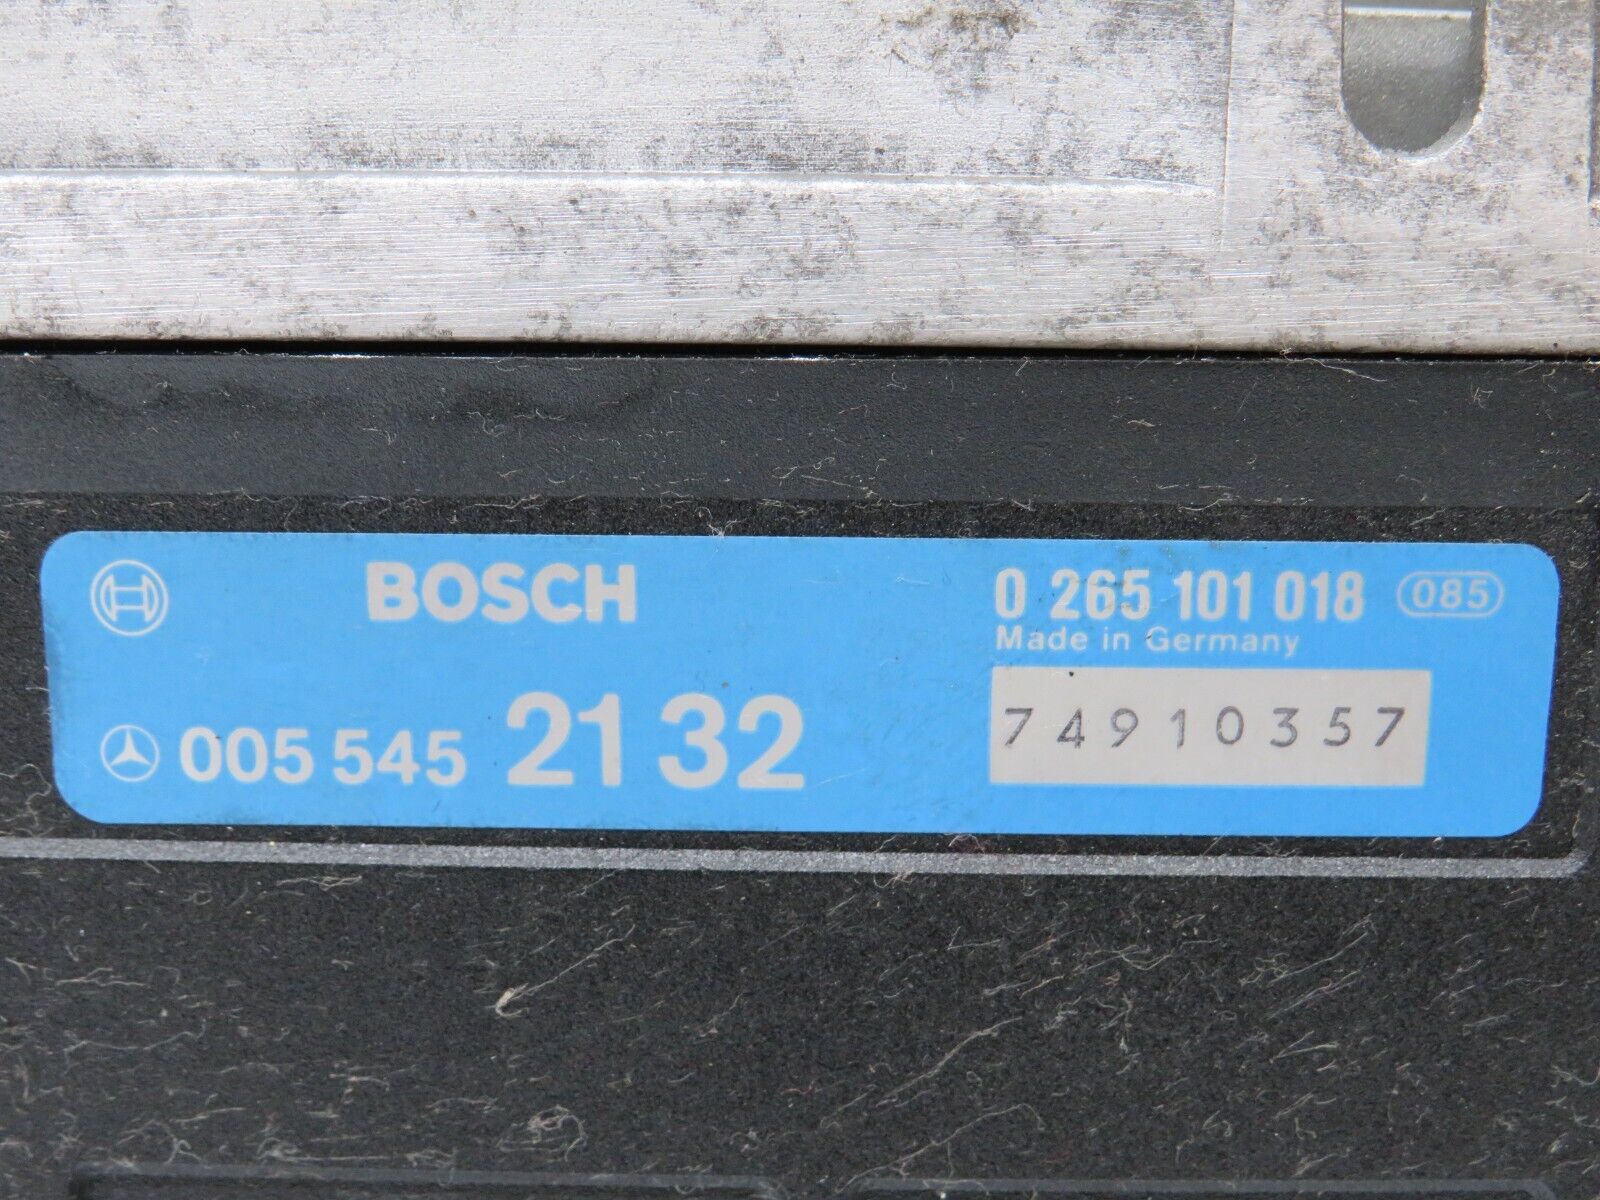 BOSCH 0 265 101 018 085
Made in Germany
005 545 21 32 74910357